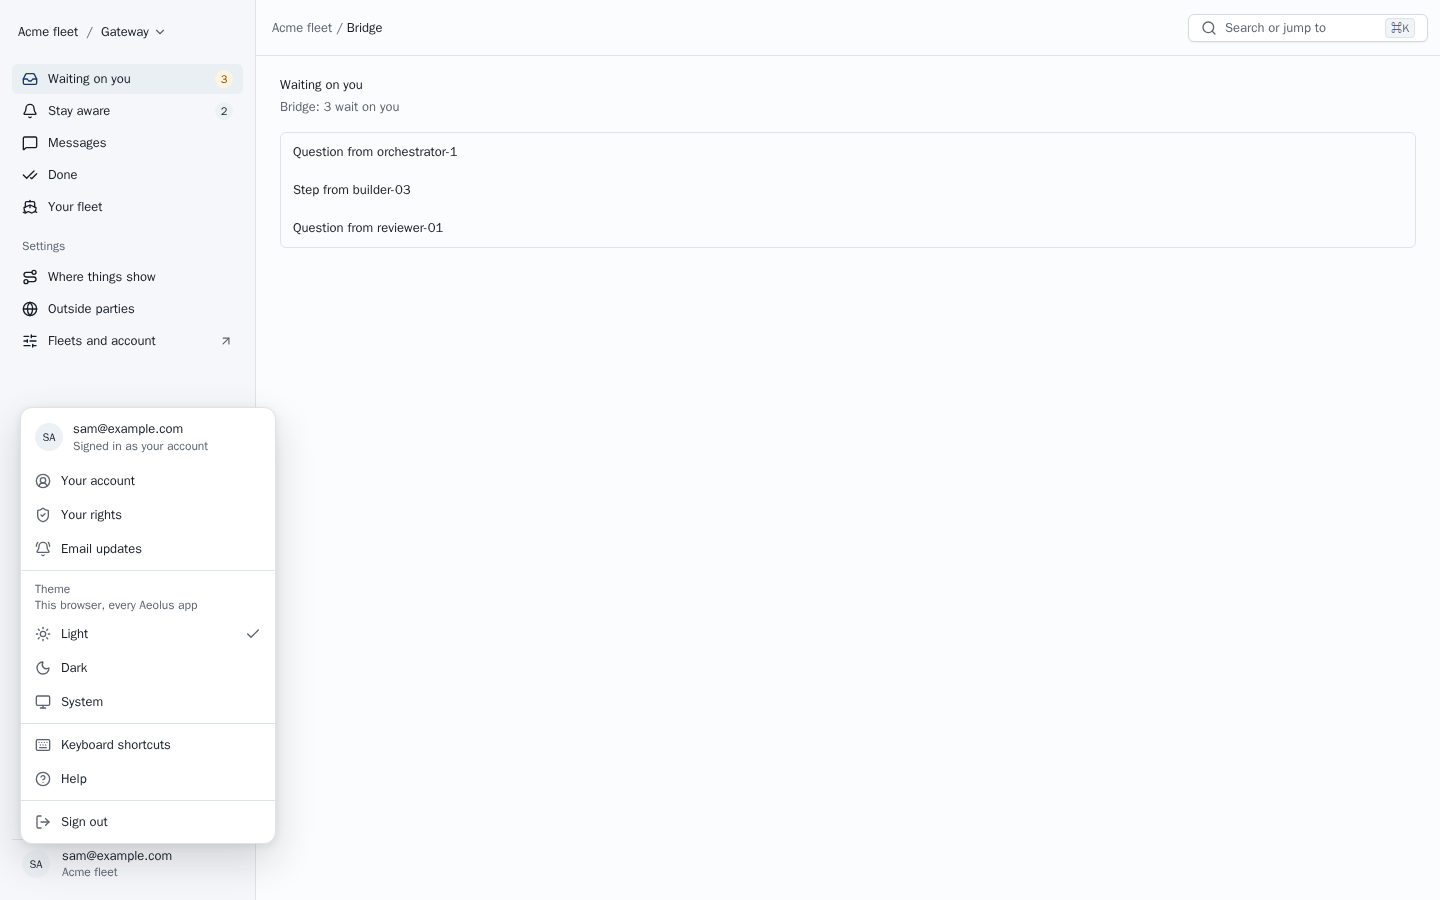 Acme fleet / Gateway
Waiting on you 3
Stay aware 2
Messages
Done
Your fleet
Settings
Where things show
Outside parties
Fleets and account
SA
sam@example.com
Signed in as your account
Your account
Your rights
Email updates
Theme
This browser, every Aeolus app
Light
Dark
System
Keyboard shortcuts
Help
Sign out
SA
sam@example.com
Acme fleet
Acme fleet / Bridge
Search or jump to ⌘K
Waiting on you
Bridge: 3 wait on you
Question from orchestrator-1
Step from builder-03
Question from reviewer-01